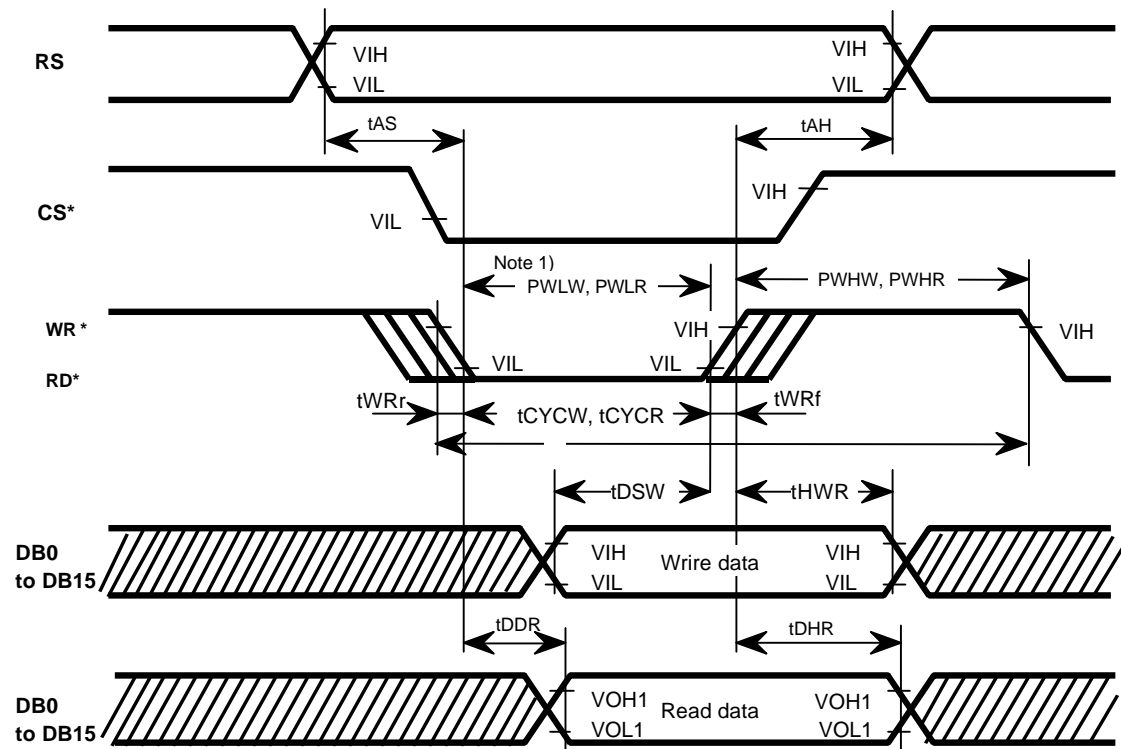 RS
VIH
VIL
VIH
VIL
tAS
tAH
CS*
VIL
VIH
Note 1)
PWLW, PWLR
PWHW, PWHR
WR *
RD*
VIH
VIL
VIL
VIH
tWRr
tCYCW, tCYCR
tWRf
tDSW
tHWR
DB0
to DB15
VIH
VIL
Wrire data
VIH
VIL
tDDR
tDHR
DB0
to DB15
VOH1
VOL1
Read data
VOH1
VOL1